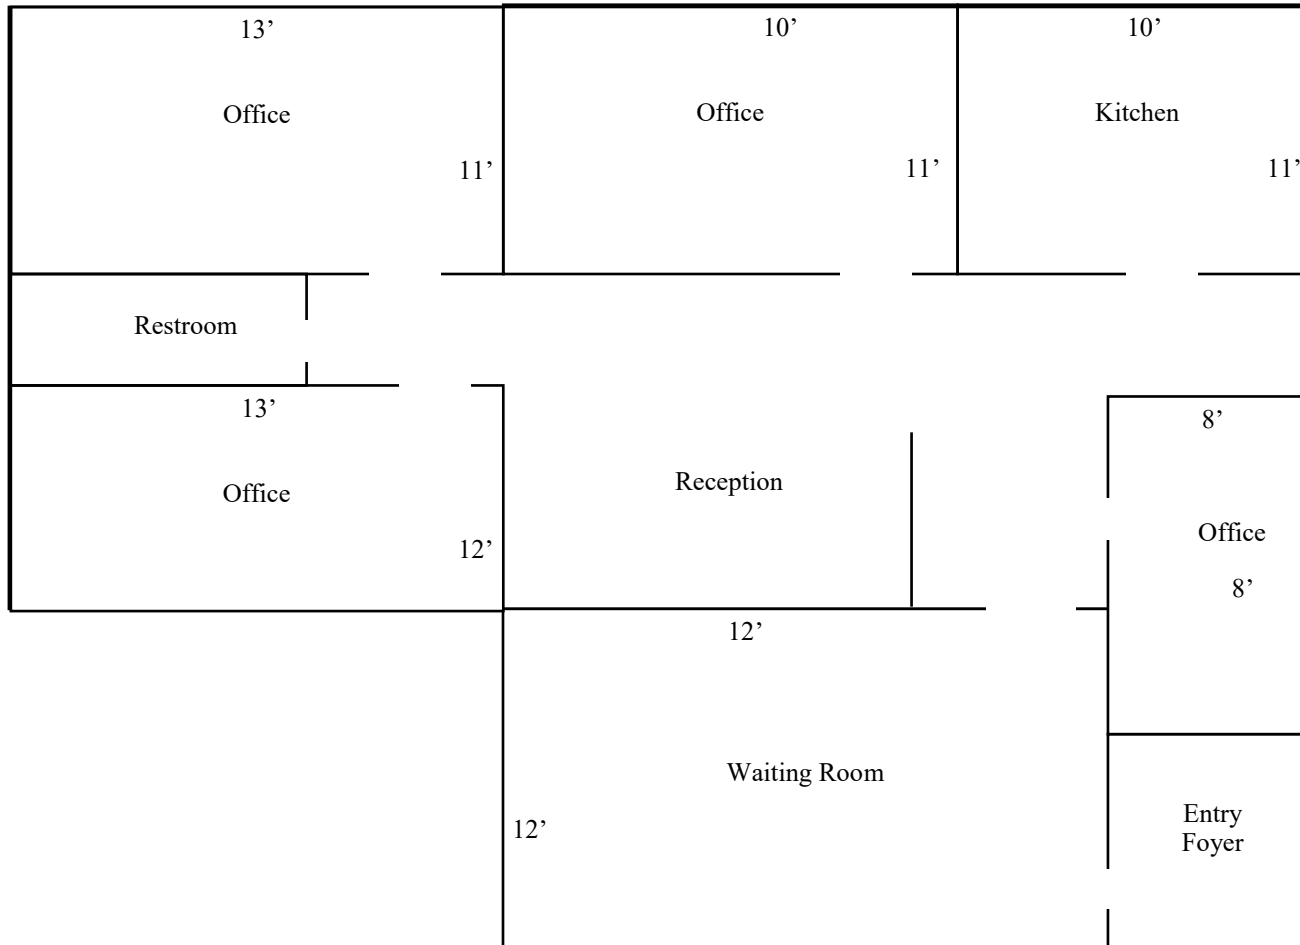 13’
10’
10’
Office
Office
Kitchen
11’
11’
11’
Restroom
13’
8’
Office
Reception
Office
12’
8’
12’
Waiting Room
12’
Entry
Foyer